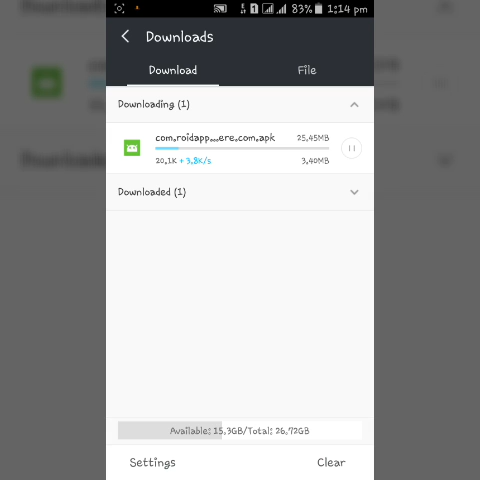 83% 1:14 pm
Downloads
Download File
Downloading (1)
com.roidapp...ere.com.apk 25.45MB
20.1K + 3.8K/s 3.40MB
Downloaded (1)
Available: 15.3GB/Total: 26.72GB
Settings Clear